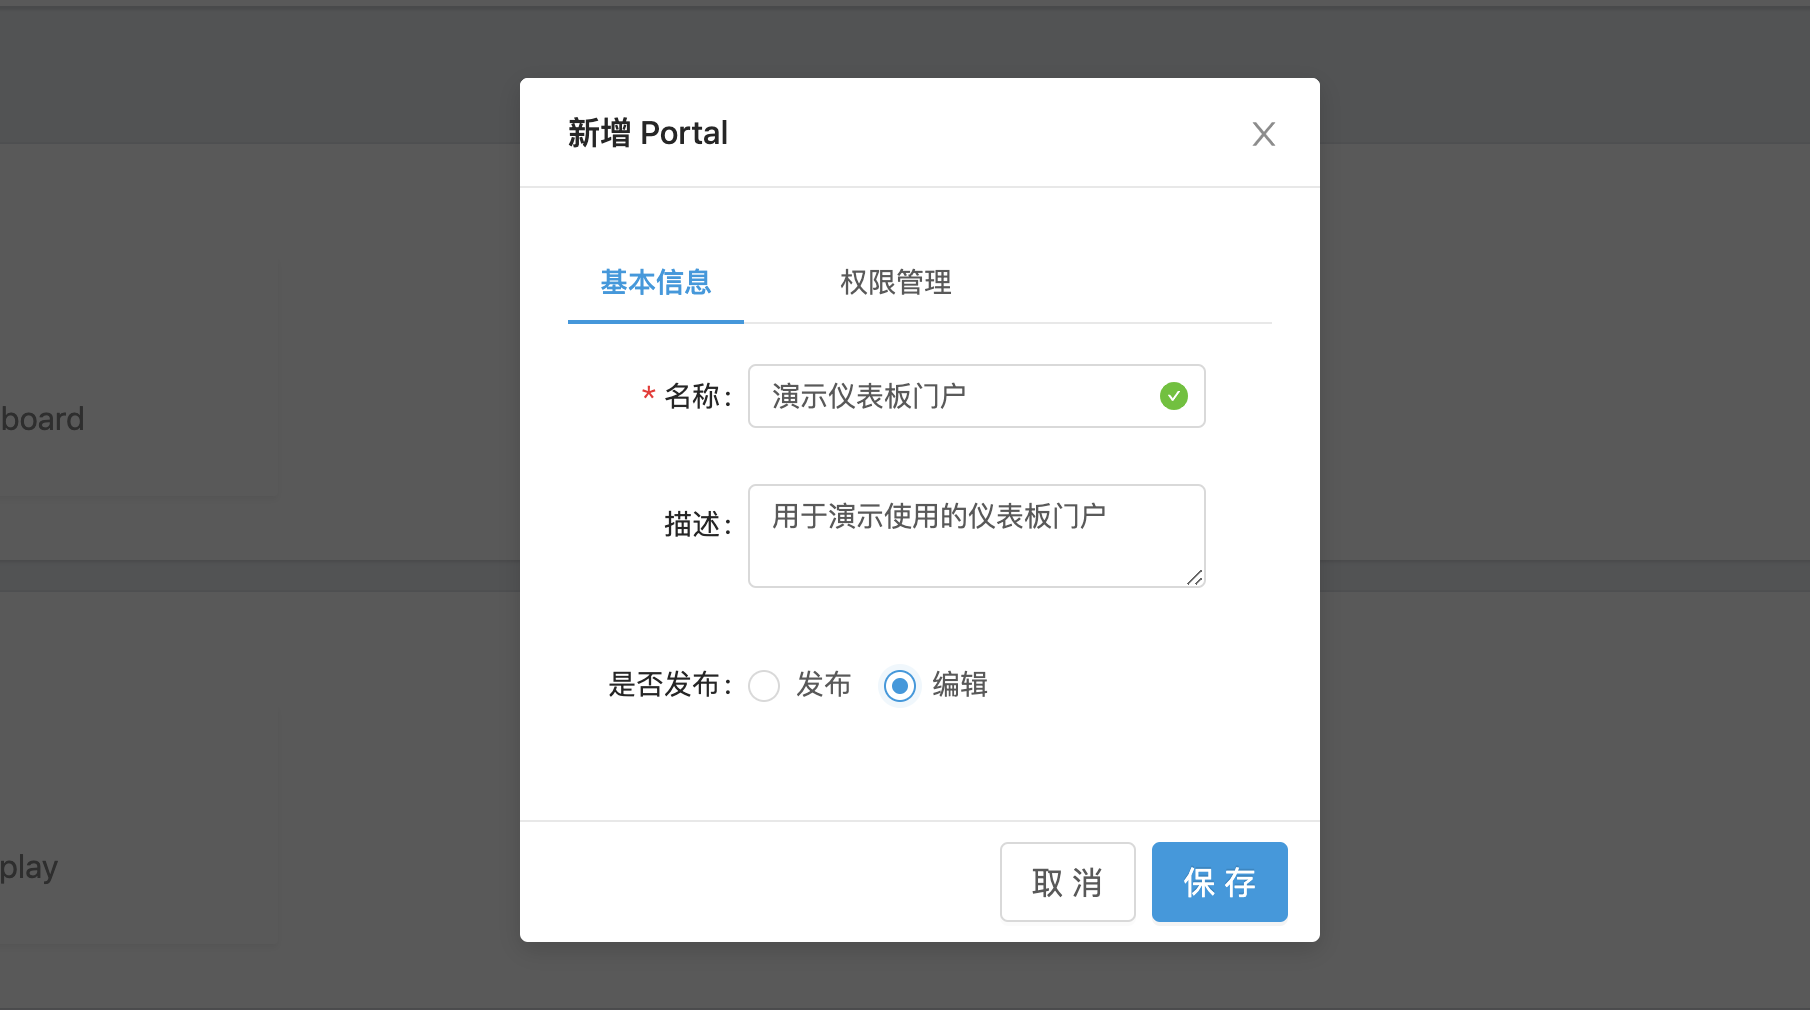 新增 Portal
基本信息
权限管理
* 名称:
演示仪表板门户
描述:
用于演示使用的仪表板门户
是否发布:
发布
编辑
取 消
保 存
board
play